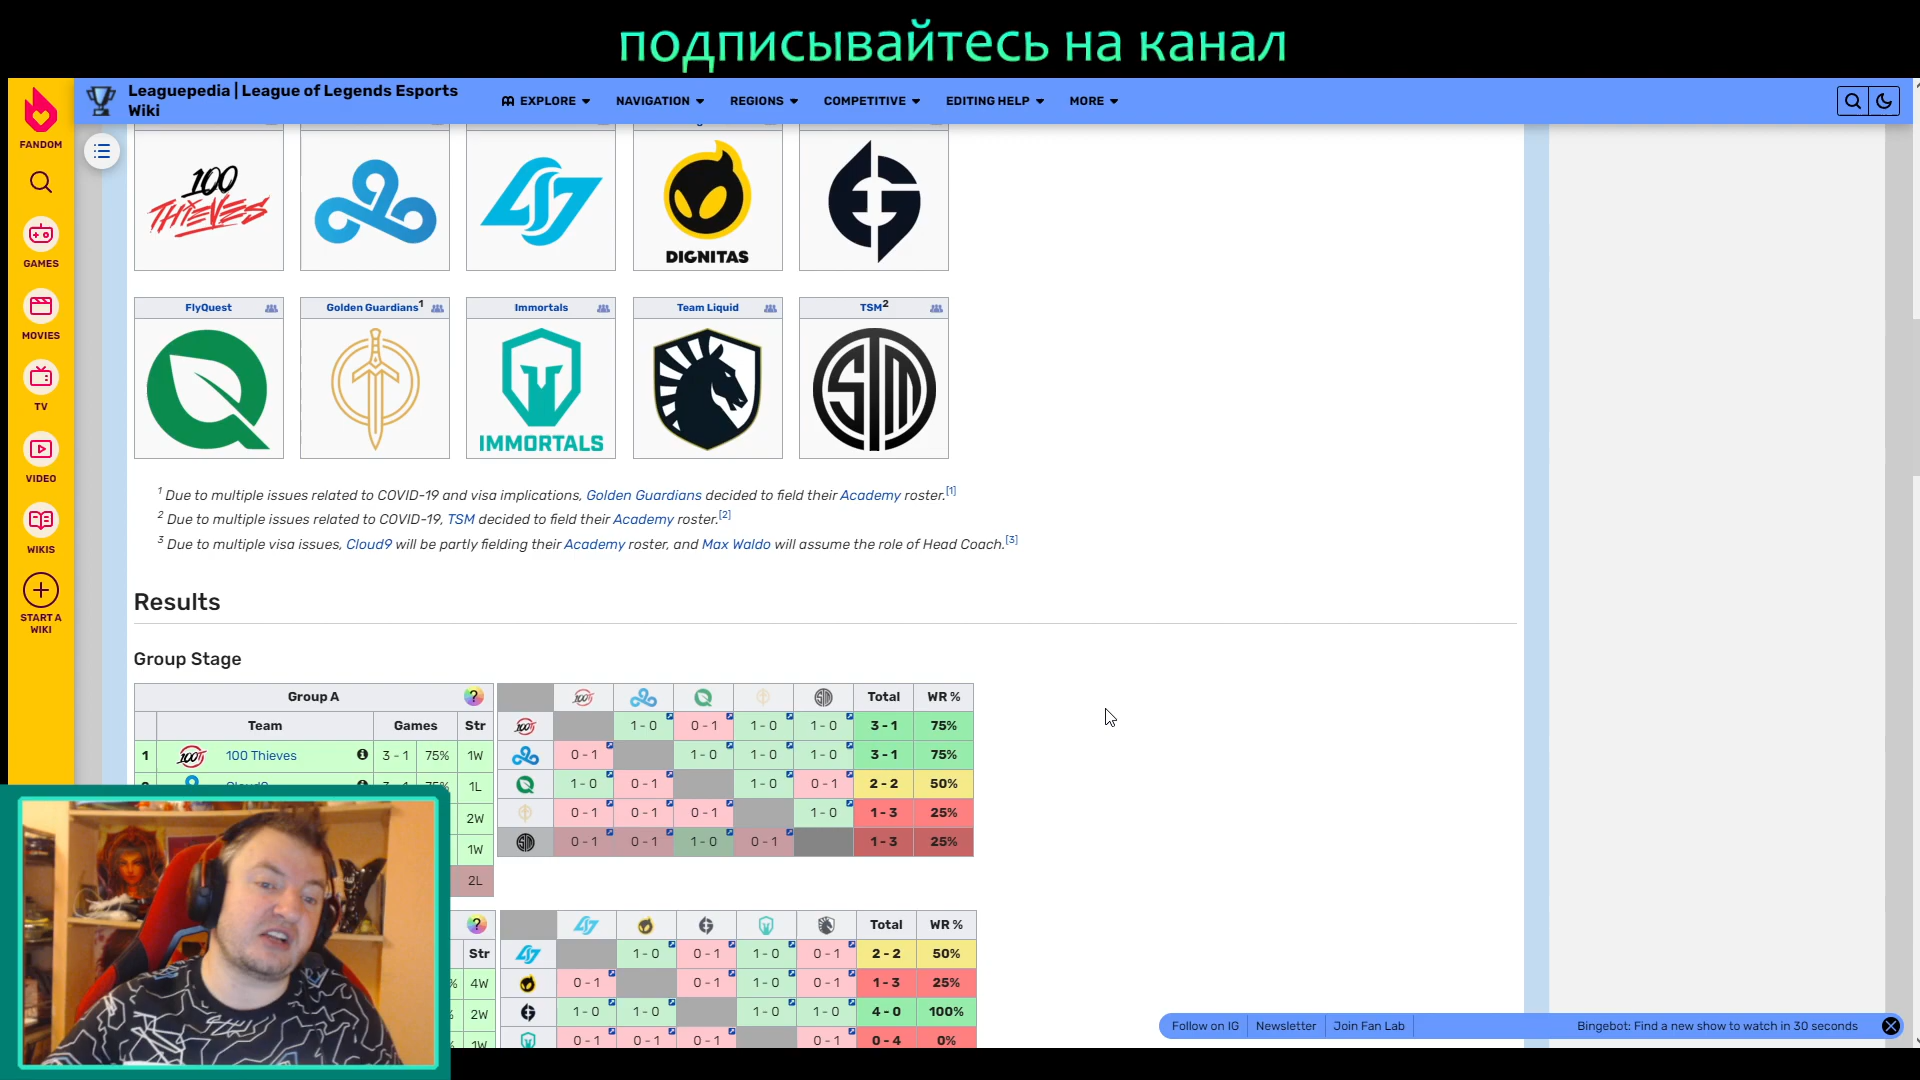 подписывайтесь на канал
Leaguepedia | League of Legends Esports
Wiki
EXPLORE
NAVIGATION
REGIONS
COMPETITIVE
EDITING HELP
MORE
FANDOM
GAMES
MOVIES
TV
VIDEO
WIKIS
START A
WIKI
100
THIEVES
DIGNITAS
FlyQuest
Golden Guardians1
Immortals
Team Liquid
TSM2
IMMORTALS
TSM
1 Due to multiple issues related to COVID-19 and visa implications, Golden Guardians decided to field their Academy roster.[1]
2 Due to multiple issues related to COVID-19, TSM decided to field their Academy roster.[2]
3 Due to multiple visa issues, Cloud9 will be partly fielding their Academy roster, and Max Waldo will assume the role of Head Coach.[3]
Results
Group Stage
Group A ?
Team Games Str
1 100 Thieves 3 - 1 75% 1W
1L
2W
1W
2L
Total WR %
1 - 0 0 - 1 1 - 0 1 - 0 3 - 1 75%
0 - 1 1 - 0 1 - 0 1 - 0 3 - 1 75%
1 - 0 0 - 1 1 - 0 0 - 1 2 - 2 50%
0 - 1 0 - 1 0 - 1 1 - 0 1 - 3 25%
0 - 1 0 - 1 1 - 0 0 - 1 1 - 3 25%
?
Str
% 4W
2W
1W
Total WR %
1 - 0 0 - 1 1 - 0 0 - 1 2 - 2 50%
0 - 1 0 - 1 1 - 0 0 - 1 1 - 3 25%
1 - 0 1 - 0 1 - 0 1 - 0 4 - 0 100%
0 - 1 0 - 1 0 - 1 0 - 1 0 - 4 0%
Follow on IG
Newsletter
Join Fan Lab
Bingebot: Find a new show to watch in 30 seconds